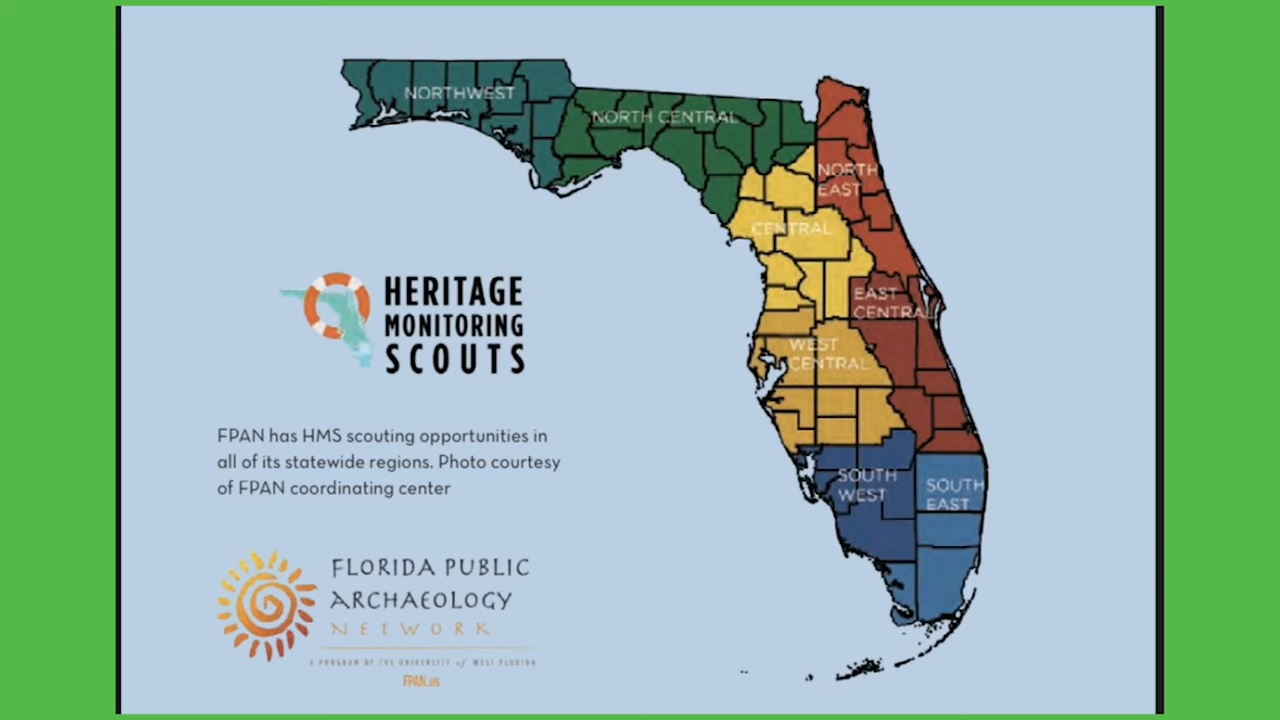 NORTHWEST
NORTH CENTRAL
NORTH
EAST
CENTRAL
EAST
CENTRAL
WEST
CENTRAL
SOUTH
WEST
SOUTH
EAST
HERITAGE
MONITORING
SCOUTS
FPAN has HMS scouting opportunities in
all of its statewide regions. Photo courtesy
of FPAN coordinating center
FLORIDA PUBLIC
ARCHAEOLOGY
NETWORK
A PROGRAM OF THE UNIVERSITY of WEST FLORIDA
FPAN.us